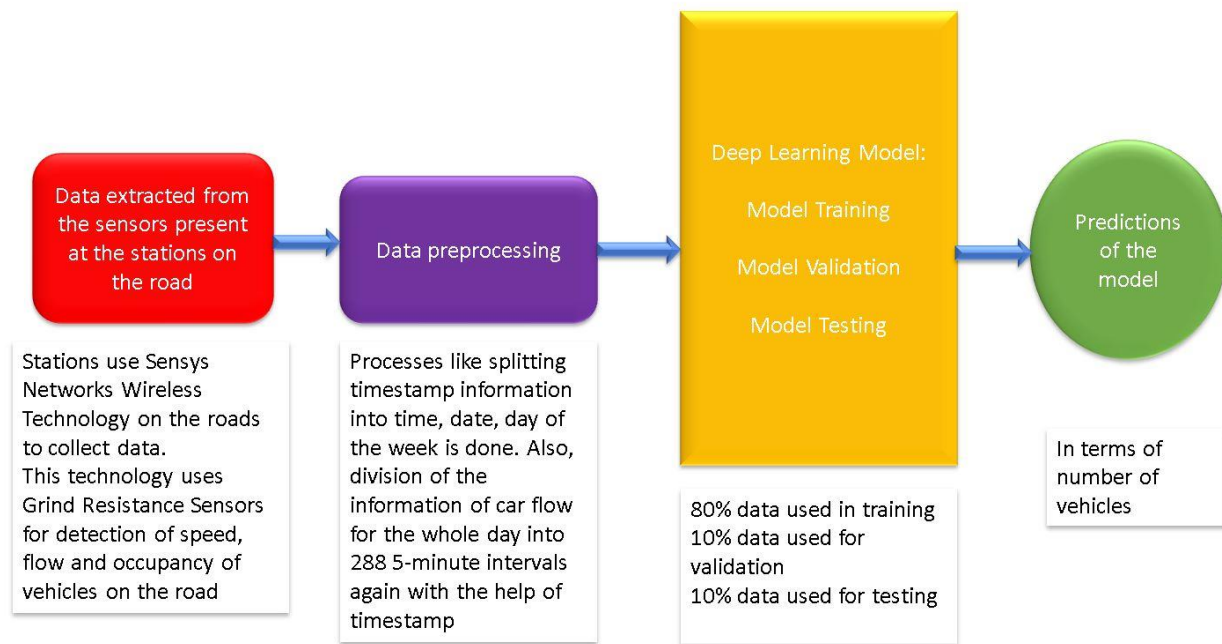 Data extracted from
the sensors present
at the stations on
the road
Data preprocessing
Deep Learning Model:
Model Training
Model Validation
Model Testing
Predictions
of the
model
Stations use Sensys
Networks Wireless
Technology on the roads
to collect data.
This technology uses
Grind Resistance Sensors
for detection of speed,
flow and occupancy of
vehicles on the road
Processes like splitting
timestamp information
into time, date, day of
the week is done. Also,
division of the
information of car flow
for the whole day into
288 5-minute intervals
again with the help of
timestamp
80% data used in training
10% data used for
validation
10% data used for testing
In terms of
number of
vehicles